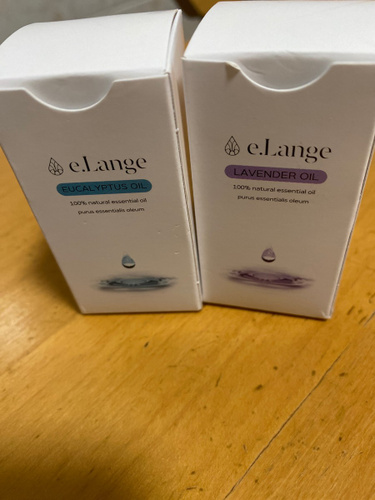 e.Lange
EUCALYPTUS OIL
100% natural essential oil
purus essentialis oleum
e.Lange
LAVENDER OIL
100% natural essential oil
purus essentialis oleum